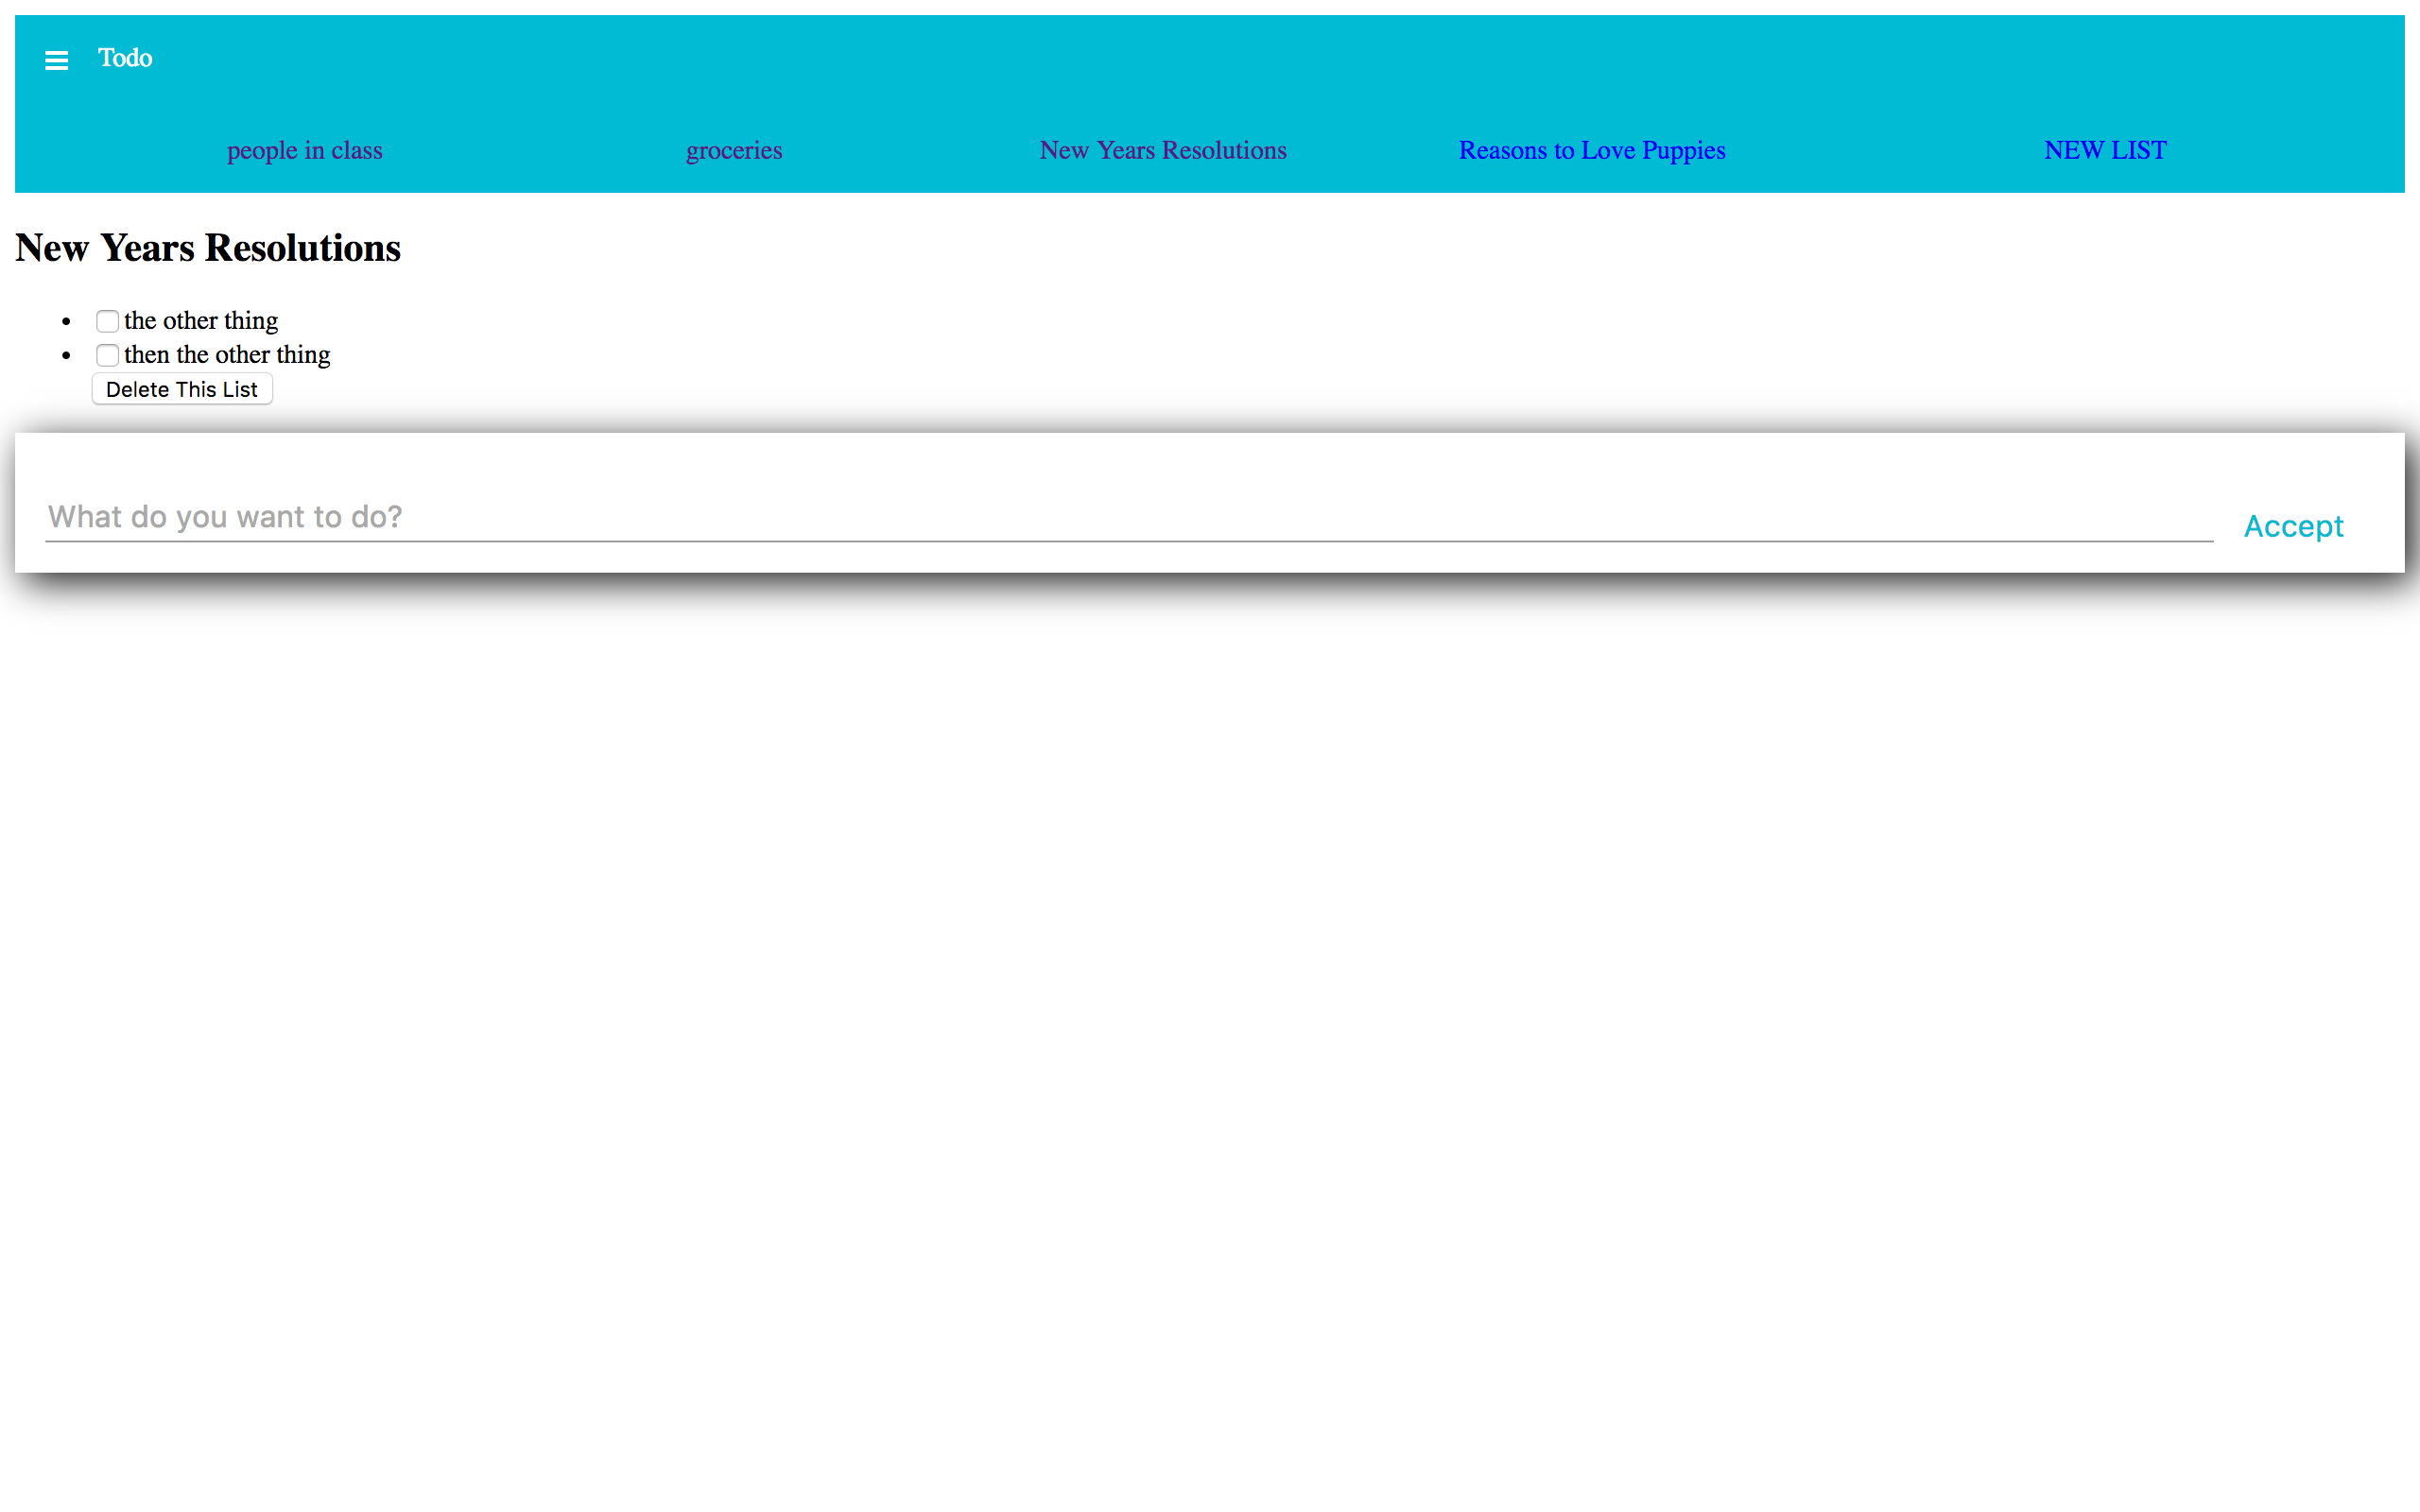 Todo
people in class groceries New Years Resolutions Reasons to Love Puppies NEW LIST
New Years Resolutions
the other thing
then the other thing
Delete This List
What do you want to do?
Accept